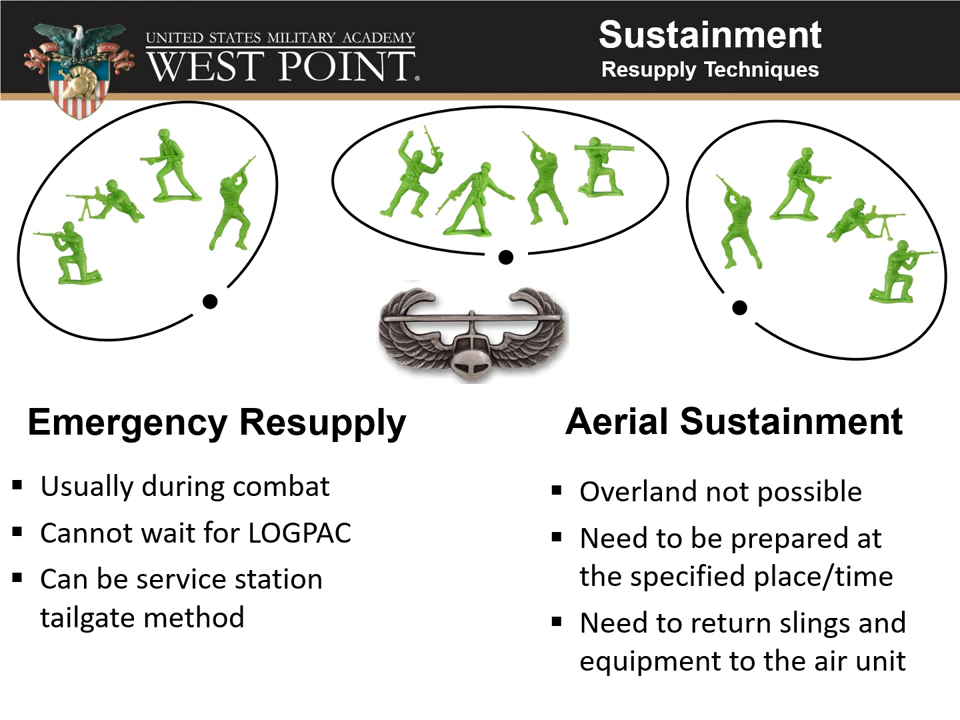 UNITED STATES MILITARY ACADEMY
WEST POINT.
Sustainment
Resupply Techniques
Emergency Resupply
▪ Usually during combat
▪ Cannot wait for LOGPAC
▪ Can be service station
tailgate method
Aerial Sustainment
▪ Overland not possible
▪ Need to be prepared at
the specified place/time
▪ Need to return slings and
equipment to the air unit